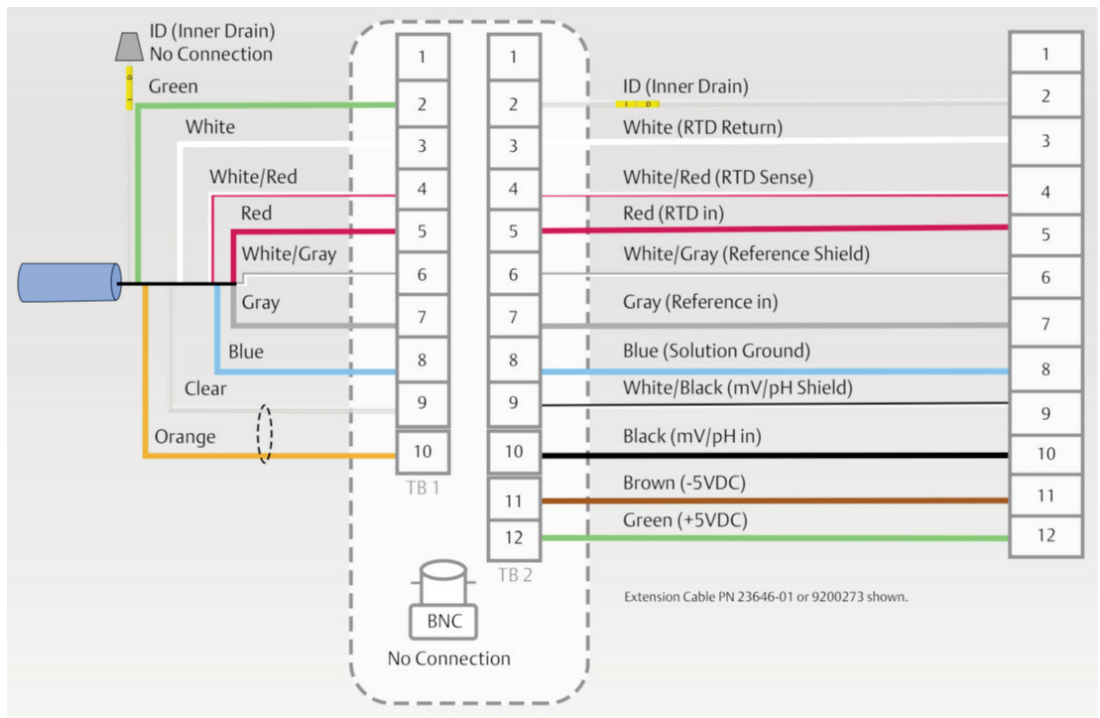 ID (Inner Drain)
No Connection
D
I
Green
White
White/Red
Red
White/Gray
Gray
Blue
Clear
Orange
1
2
3
4
5
6
7
8
9
10
TB 1
1
2
3
4
5
6
7
8
9
10
11
12
TB 2
BNC
No Connection
ID (Inner Drain)
I D
White (RTD Return)
White/Red (RTD Sense)
Red (RTD in)
White/Gray (Reference Shield)
Gray (Reference in)
Blue (Solution Ground)
White/Black (mV/pH Shield)
Black (mV/pH in)
Brown (-5VDC)
Green (+5VDC)
Extension Cable PN 23646-01 or 9200273 shown.
1
2
3
4
5
6
7
8
9
10
11
12